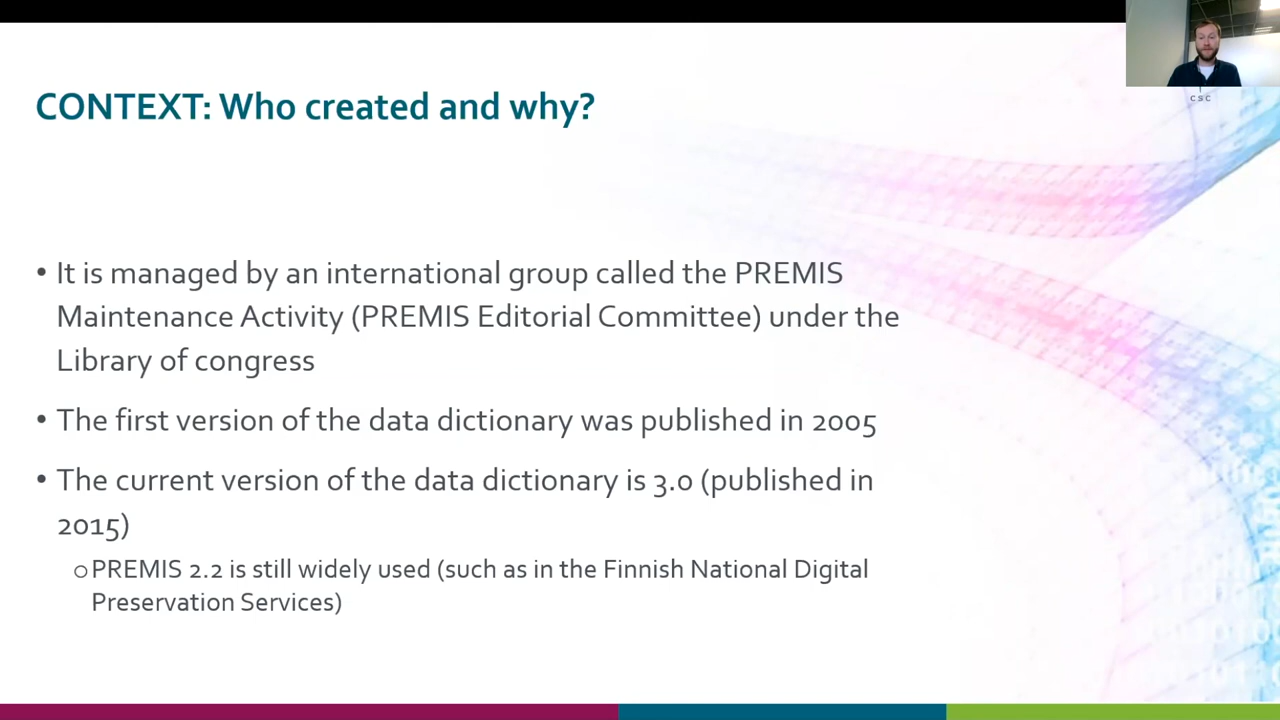 CSC
CONTEXT: Who created and why?
• It is managed by an international group called the PREMIS
Maintenance Activity (PREMIS Editorial Committee) under the
Library of congress
• The first version of the data dictionary was published in 2005
• The current version of the data dictionary is 3.0 (published in
2015)
o PREMIS 2.2 is still widely used (such as in the Finnish National Digital
Preservation Services)